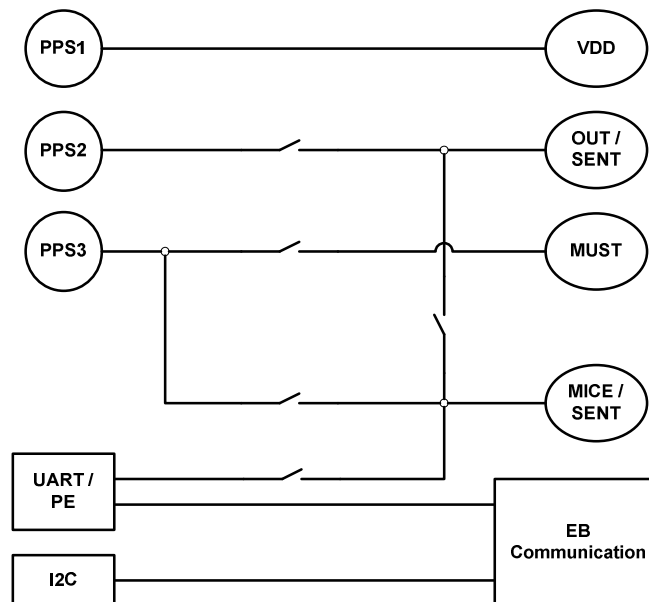 PPS1
VDD
PPS2
OUT /
SENT
PPS3
MUST
MICE /
SENT
UART /
PE
EB
Communication
I2C